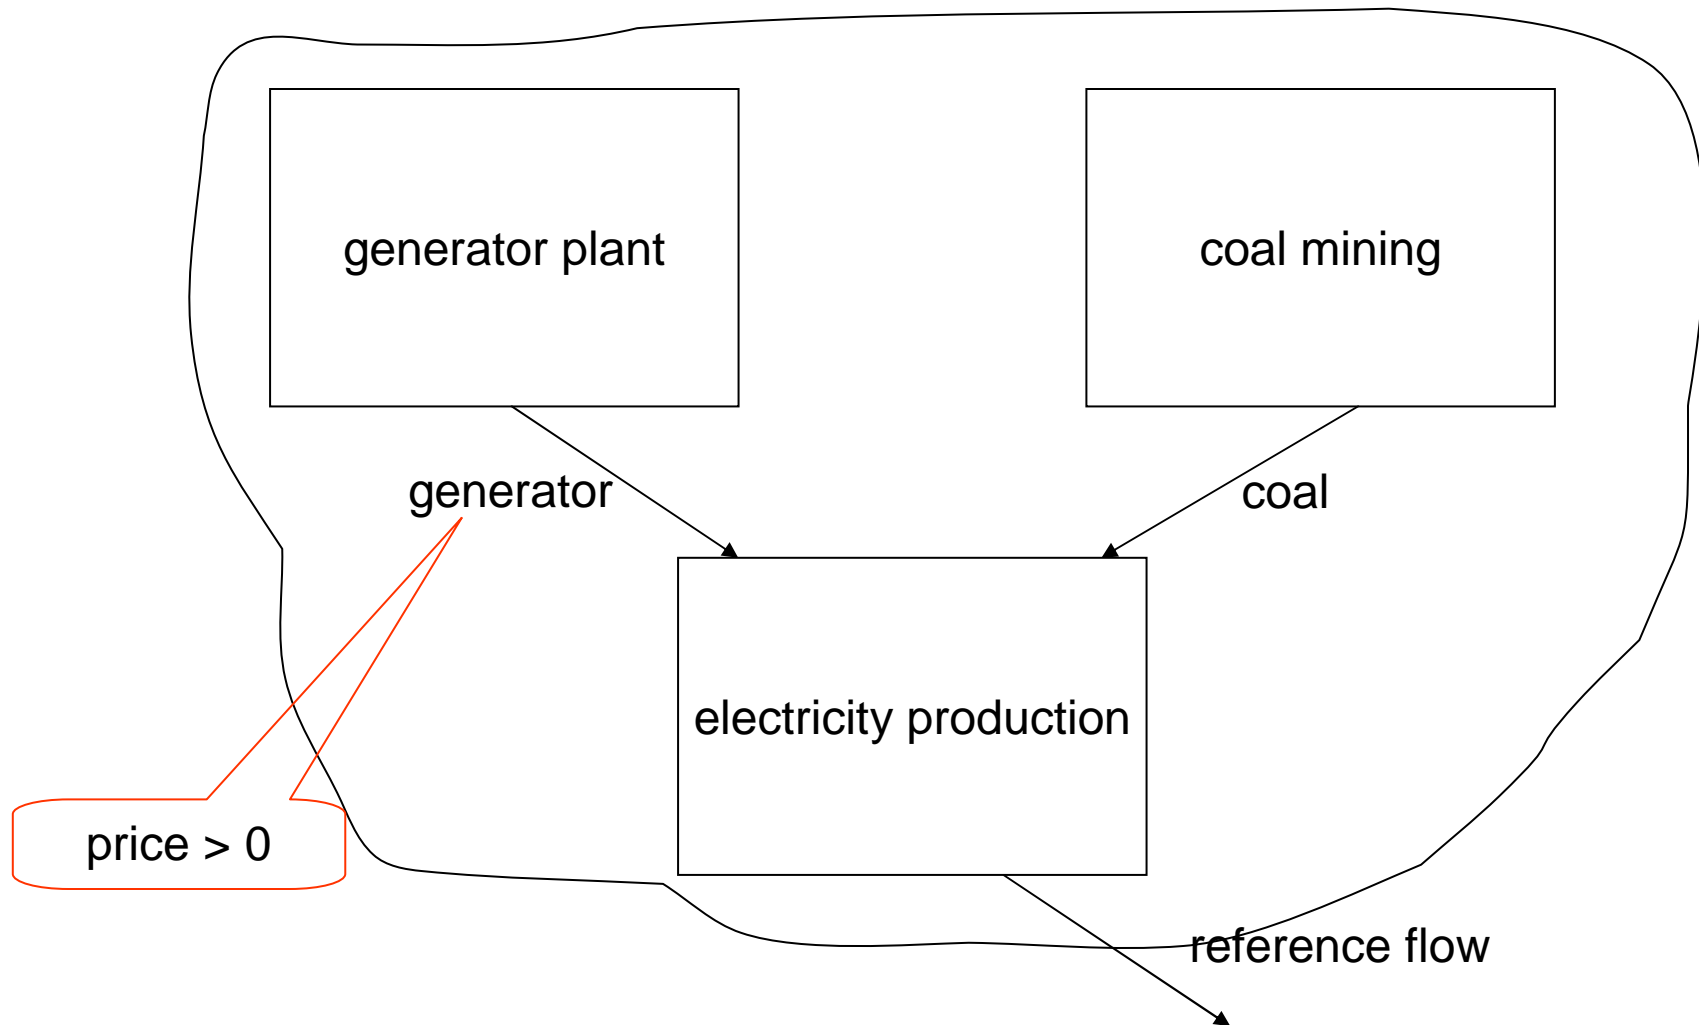 generator plant
coal mining
generator
coal
electricity production
price > 0
reference flow